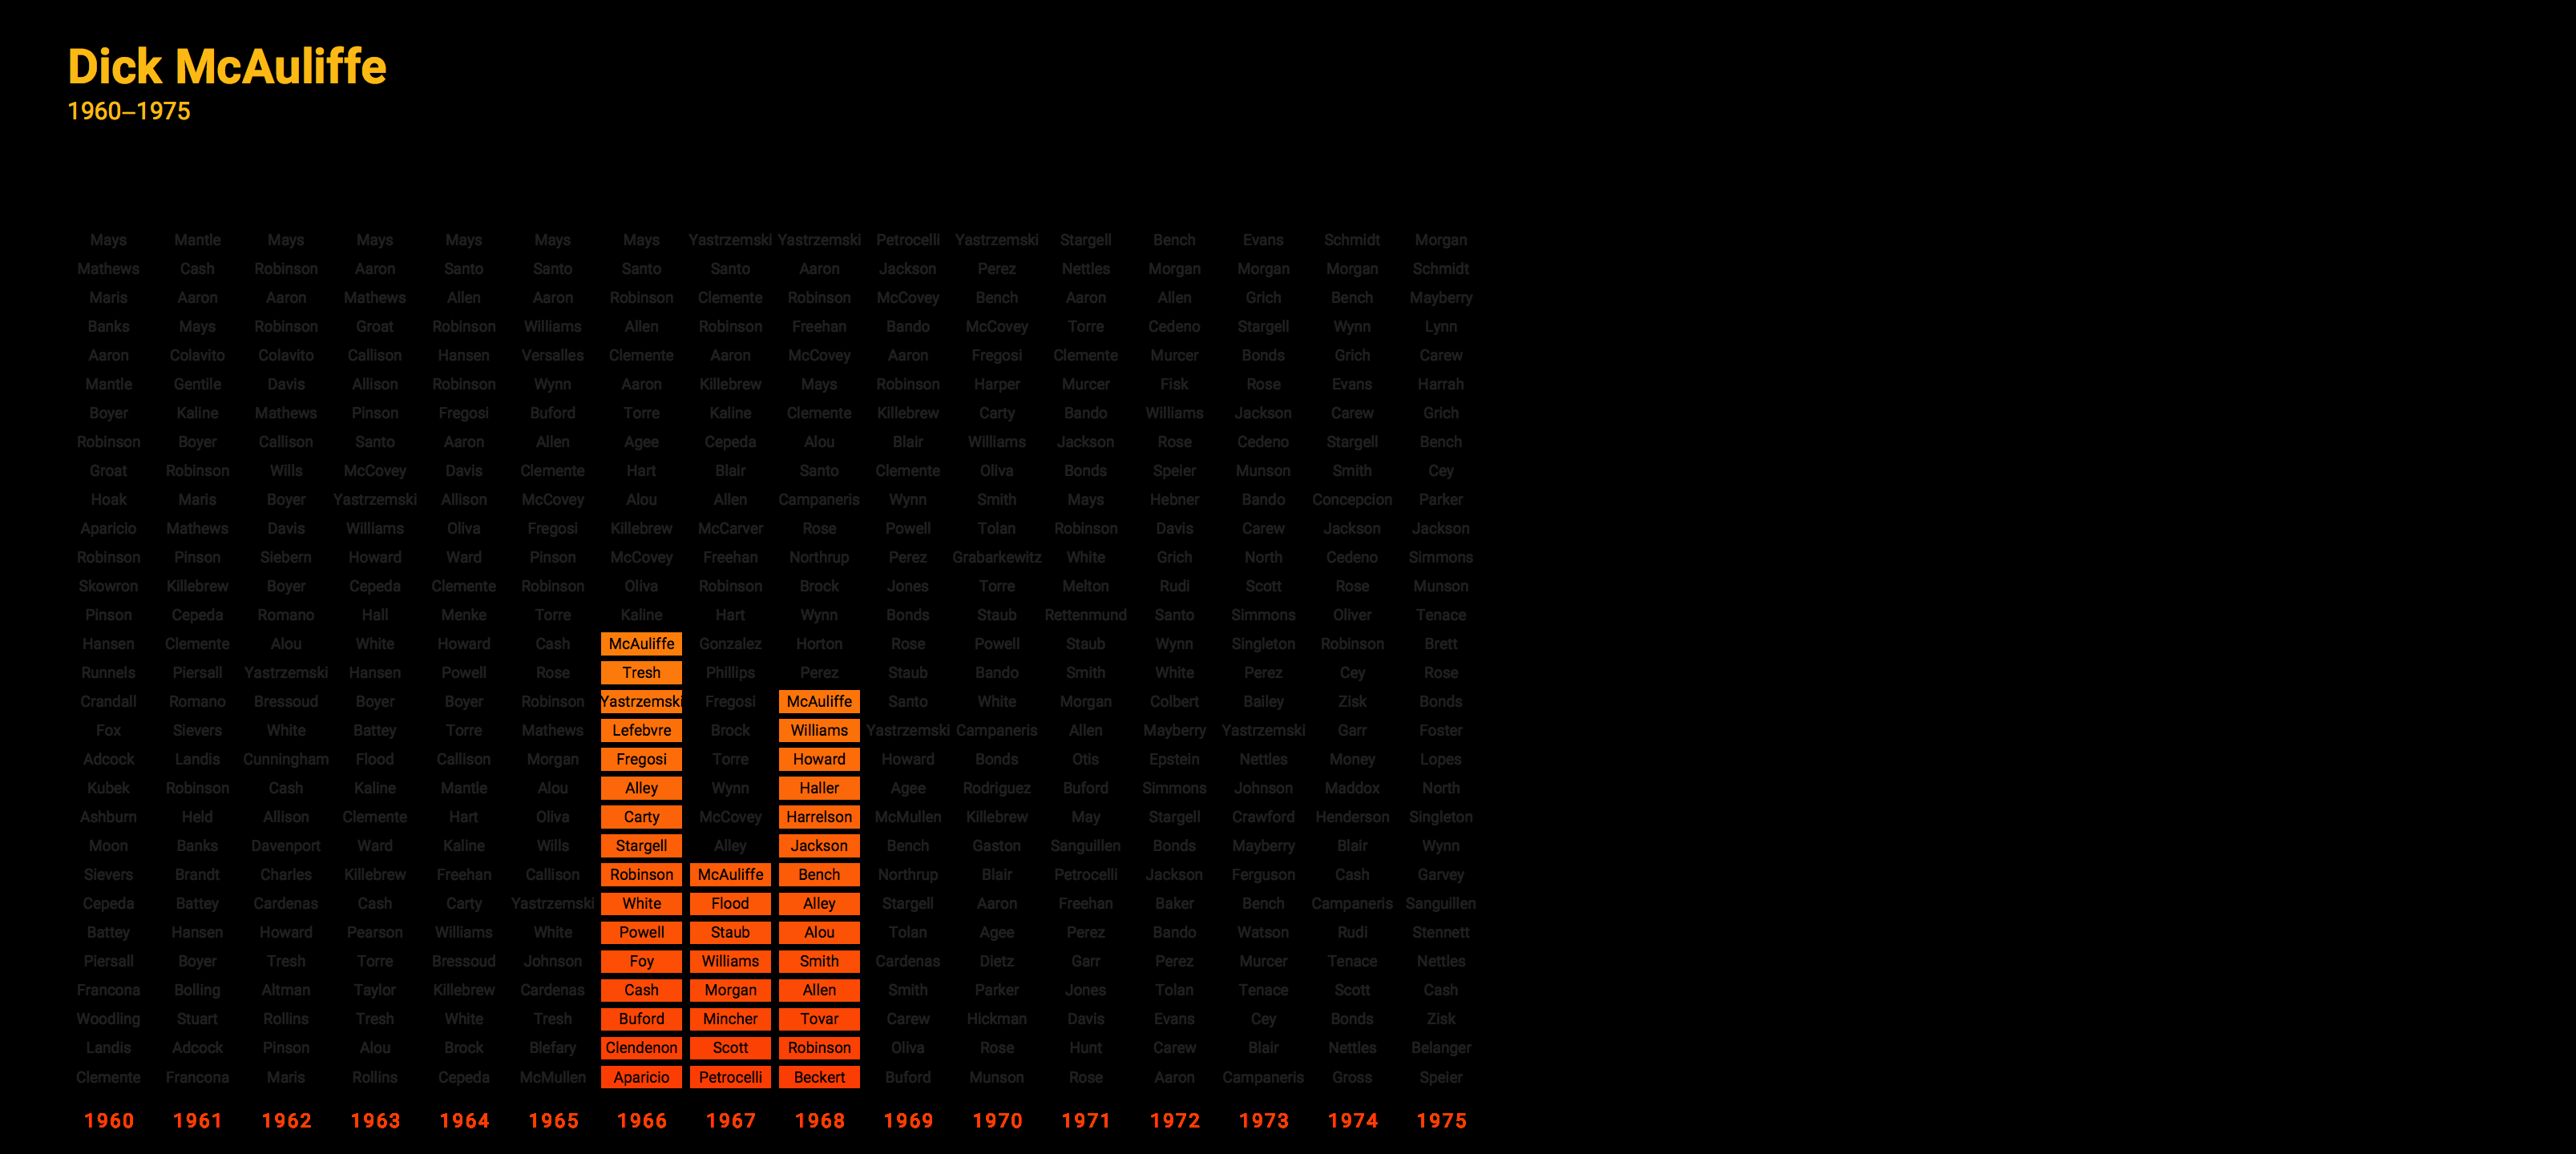 Dick McAuliffe
1960–1975
Mays Mantle Mays Mays Mays Mays Mays Yastrzemski Yastrzemski Petrocelli Yastrzemski Stargell Bench Evans Schmidt Morgan
Mathews Cash Robinson Aaron Santo Santo Santo Santo Aaron Jackson Perez Nettles Morgan Morgan Morgan Schmidt
Maris Aaron Aaron Mathews Allen Aaron Robinson Clemente Robinson McCovey Bench Aaron Allen Grich Bench Mayberry
Banks Mays Robinson Groat Robinson Williams Allen Robinson Freehan Bando McCovey Torre Cedeno Stargell Wynn Lynn
Aaron Colavito Colavito Callison Hansen Versalles Clemente Aaron McCovey Aaron Fregosi Clemente Murcer Bonds Grich Carew
Mantle Gentile Davis Allison Robinson Wynn Aaron Killebrew Mays Robinson Harper Murcer Fisk Rose Evans Harrah
Boyer Kaline Mathews Pinson Fregosi Buford Torre Kaline Clemente Killebrew Carty Bando Williams Jackson Carew Grich
Robinson Boyer Callison Santo Aaron Allen Agee Cepeda Alou Blair Williams Jackson Rose Cedeno Stargell Bench
Groat Robinson Wills McCovey Davis Clemente Hart Blair Santo Clemente Oliva Bonds Speier Munson Smith Cey
Hoak Maris Boyer Yastrzemski Allison McCovey Alou Allen Campaneris Wynn Smith Mays Hebner Bando Concepcion Parker
Aparicio Mathews Davis Williams Oliva Fregosi Killebrew McCarver Rose Powell Tolan Robinson Davis Carew Jackson Jackson
Robinson Pinson Siebern Howard Ward Pinson McCovey Freehan Northrup Perez Grabarkewitz White Grich North Cedeno Simmons
Skowron Killebrew Boyer Cepeda Clemente Robinson Oliva Robinson Brock Jones Torre Melton Rudi Scott Rose Munson
Pinson Cepeda Romano Hall Menke Torre Kaline Hart Wynn Bonds Staub Rettenmund Santo Simmons Oliver Tenace
Hansen Clemente Alou White Howard Cash McAuliffe Gonzalez Horton Rose Powell Staub Wynn Singleton Robinson Brett
Runnels Piersall Yastrzemski Hansen Powell Rose Tresh Phillips Perez Staub Bando Smith White Perez Cey Rose
Crandall Romano Bressoud Boyer Boyer Robinson Yastrzemski Fregosi McAuliffe Santo White Morgan Colbert Bailey Zisk Bonds
Fox Sievers White Battey Torre Mathews Lefebvre Brock Williams Yastrzemski Campaneris Allen Mayberry Yastrzemski Garr Foster
Adcock Landis Cunningham Flood Callison Morgan Fregosi Torre Howard Howard Bonds Otis Epstein Nettles Money Lopes
Kubek Robinson Cash Kaline Mantle Alou Alley Wynn Haller Agee Rodriguez Buford Simmons Johnson Maddox North
Ashburn Held Allison Clemente Hart Oliva Carty McCovey Harrelson McMullen Killebrew May Stargell Crawford Henderson Singleton
Moon Banks Davenport Ward Kaline Wills Stargell Alley Jackson Bench Gaston Sanguillen Bonds Mayberry Blair Wynn
Sievers Brandt Charles Killebrew Freehan Callison Robinson McAuliffe Bench Northrup Blair Petrocelli Jackson Ferguson Cash Garvey
Cepeda Battey Cardenas Cash Carty Yastrzemski White Flood Alley Stargell Aaron Freehan Baker Bench Campaneris Sanguillen
Battey Hansen Howard Pearson Williams White Powell Staub Alou Tolan Agee Perez Bando Watson Rudi Stennett
Piersall Boyer Tresh Torre Bressoud Johnson Foy Williams Smith Cardenas Dietz Garr Perez Murcer Tenace Nettles
Francona Bolling Altman Taylor Killebrew Cardenas Cash Morgan Allen Smith Parker Jones Tolan Tenace Scott Cash
Woodling Stuart Rollins Tresh White Tresh Buford Mincher Tovar Carew Hickman Davis Evans Cey Bonds Zisk
Landis Adcock Pinson Alou Brock Blefary Clendenon Scott Robinson Oliva Rose Hunt Carew Blair Nettles Belanger
Clemente Francona Maris Rollins Cepeda McMullen Aparicio Petrocelli Beckert Buford Munson Rose Aaron Campaneris Gross Speier
1960 1961 1962 1963 1964 1965 1966 1967 1968 1969 1970 1971 1972 1973 1974 1975